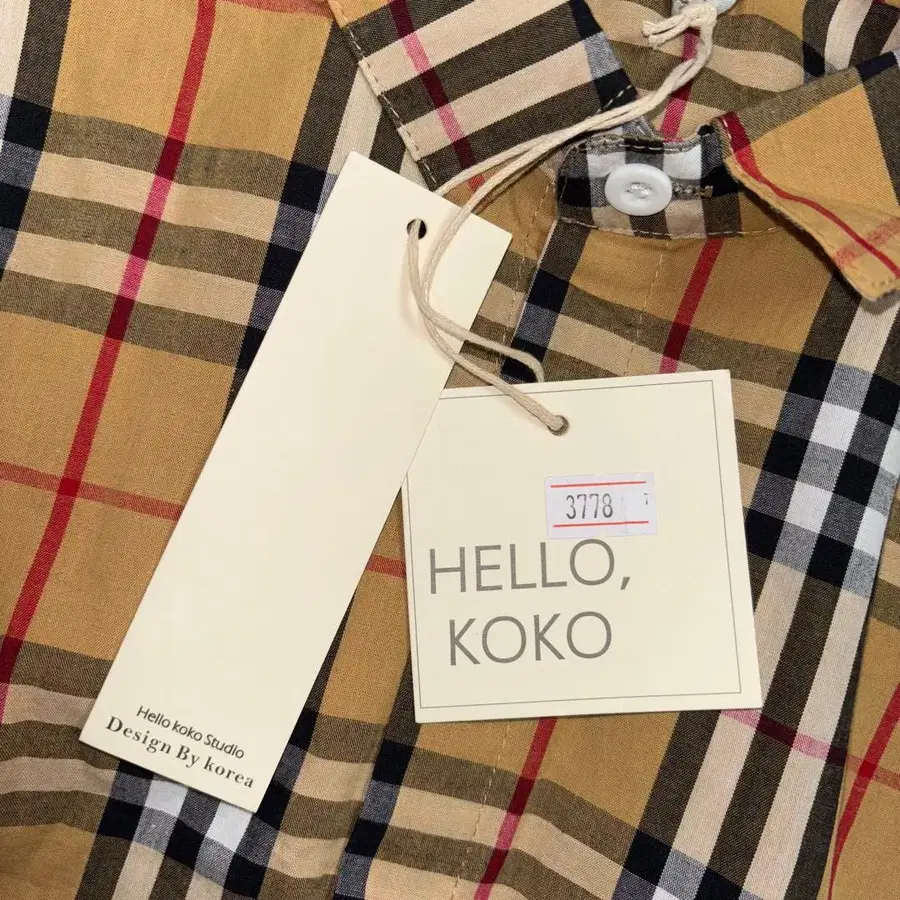 3778
HELLO,
KOKO
Hello koko Studio
Design By korea